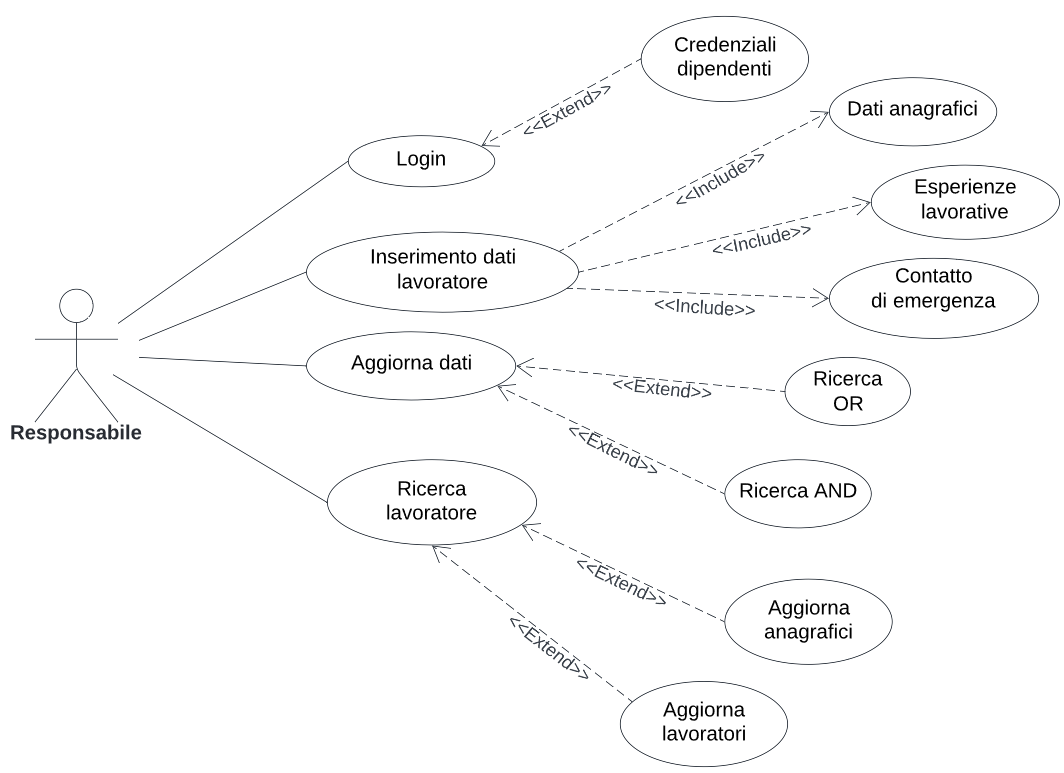 Credenziali
dipendenti
<<Extend>>
Dati anagrafici
Login
<<Include>>
Esperienze
lavorative
<<Include>>
Inserimento dati
lavoratore
Contatto
di emergenza
<<Include>>
Aggiorna dati
Ricerca
OR
<<Extend>>
Responsabile
<<Extend>>
Ricerca AND
Ricerca
lavoratore
<<Extend>>
Aggiorna
anagrafici
<<Extend>>
Aggiorna
lavoratori